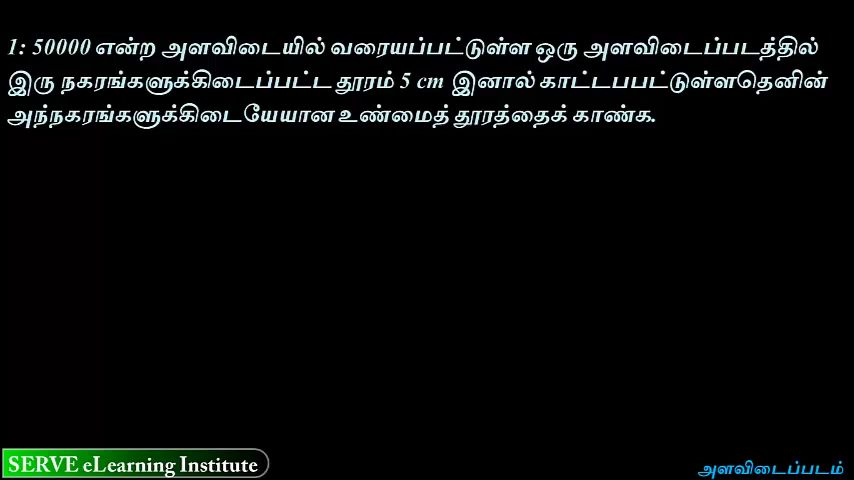 1: 50000 என்ற அளவிடையில் வரையப்பட்டுள்ள ஒரு அளவிடைப்படத்தில்
இரு நகரங்களுக்கிடைப்பட்ட தூரம் 5 cm இனால் காட்டபபட்டுள்ளதெனின்
அந்நகரங்களுக்கிடையேயான உண்மைத் தூரத்தைக் காண்க.
SERVE eLearning Institute
அளவிடைப்படம்